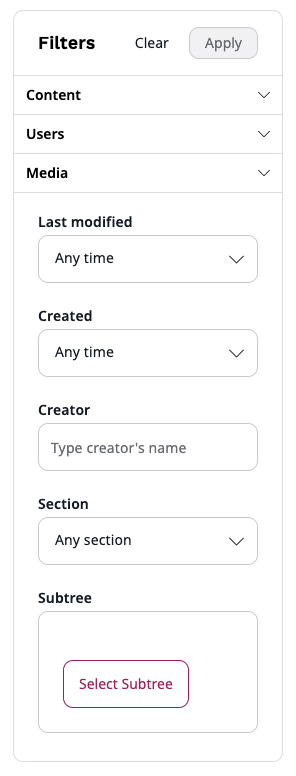 Filters Clear Apply
Content
Users
Media
Last modified
Any time
Created
Any time
Creator
Type creator's name
Section
Any section
Subtree
Select Subtree